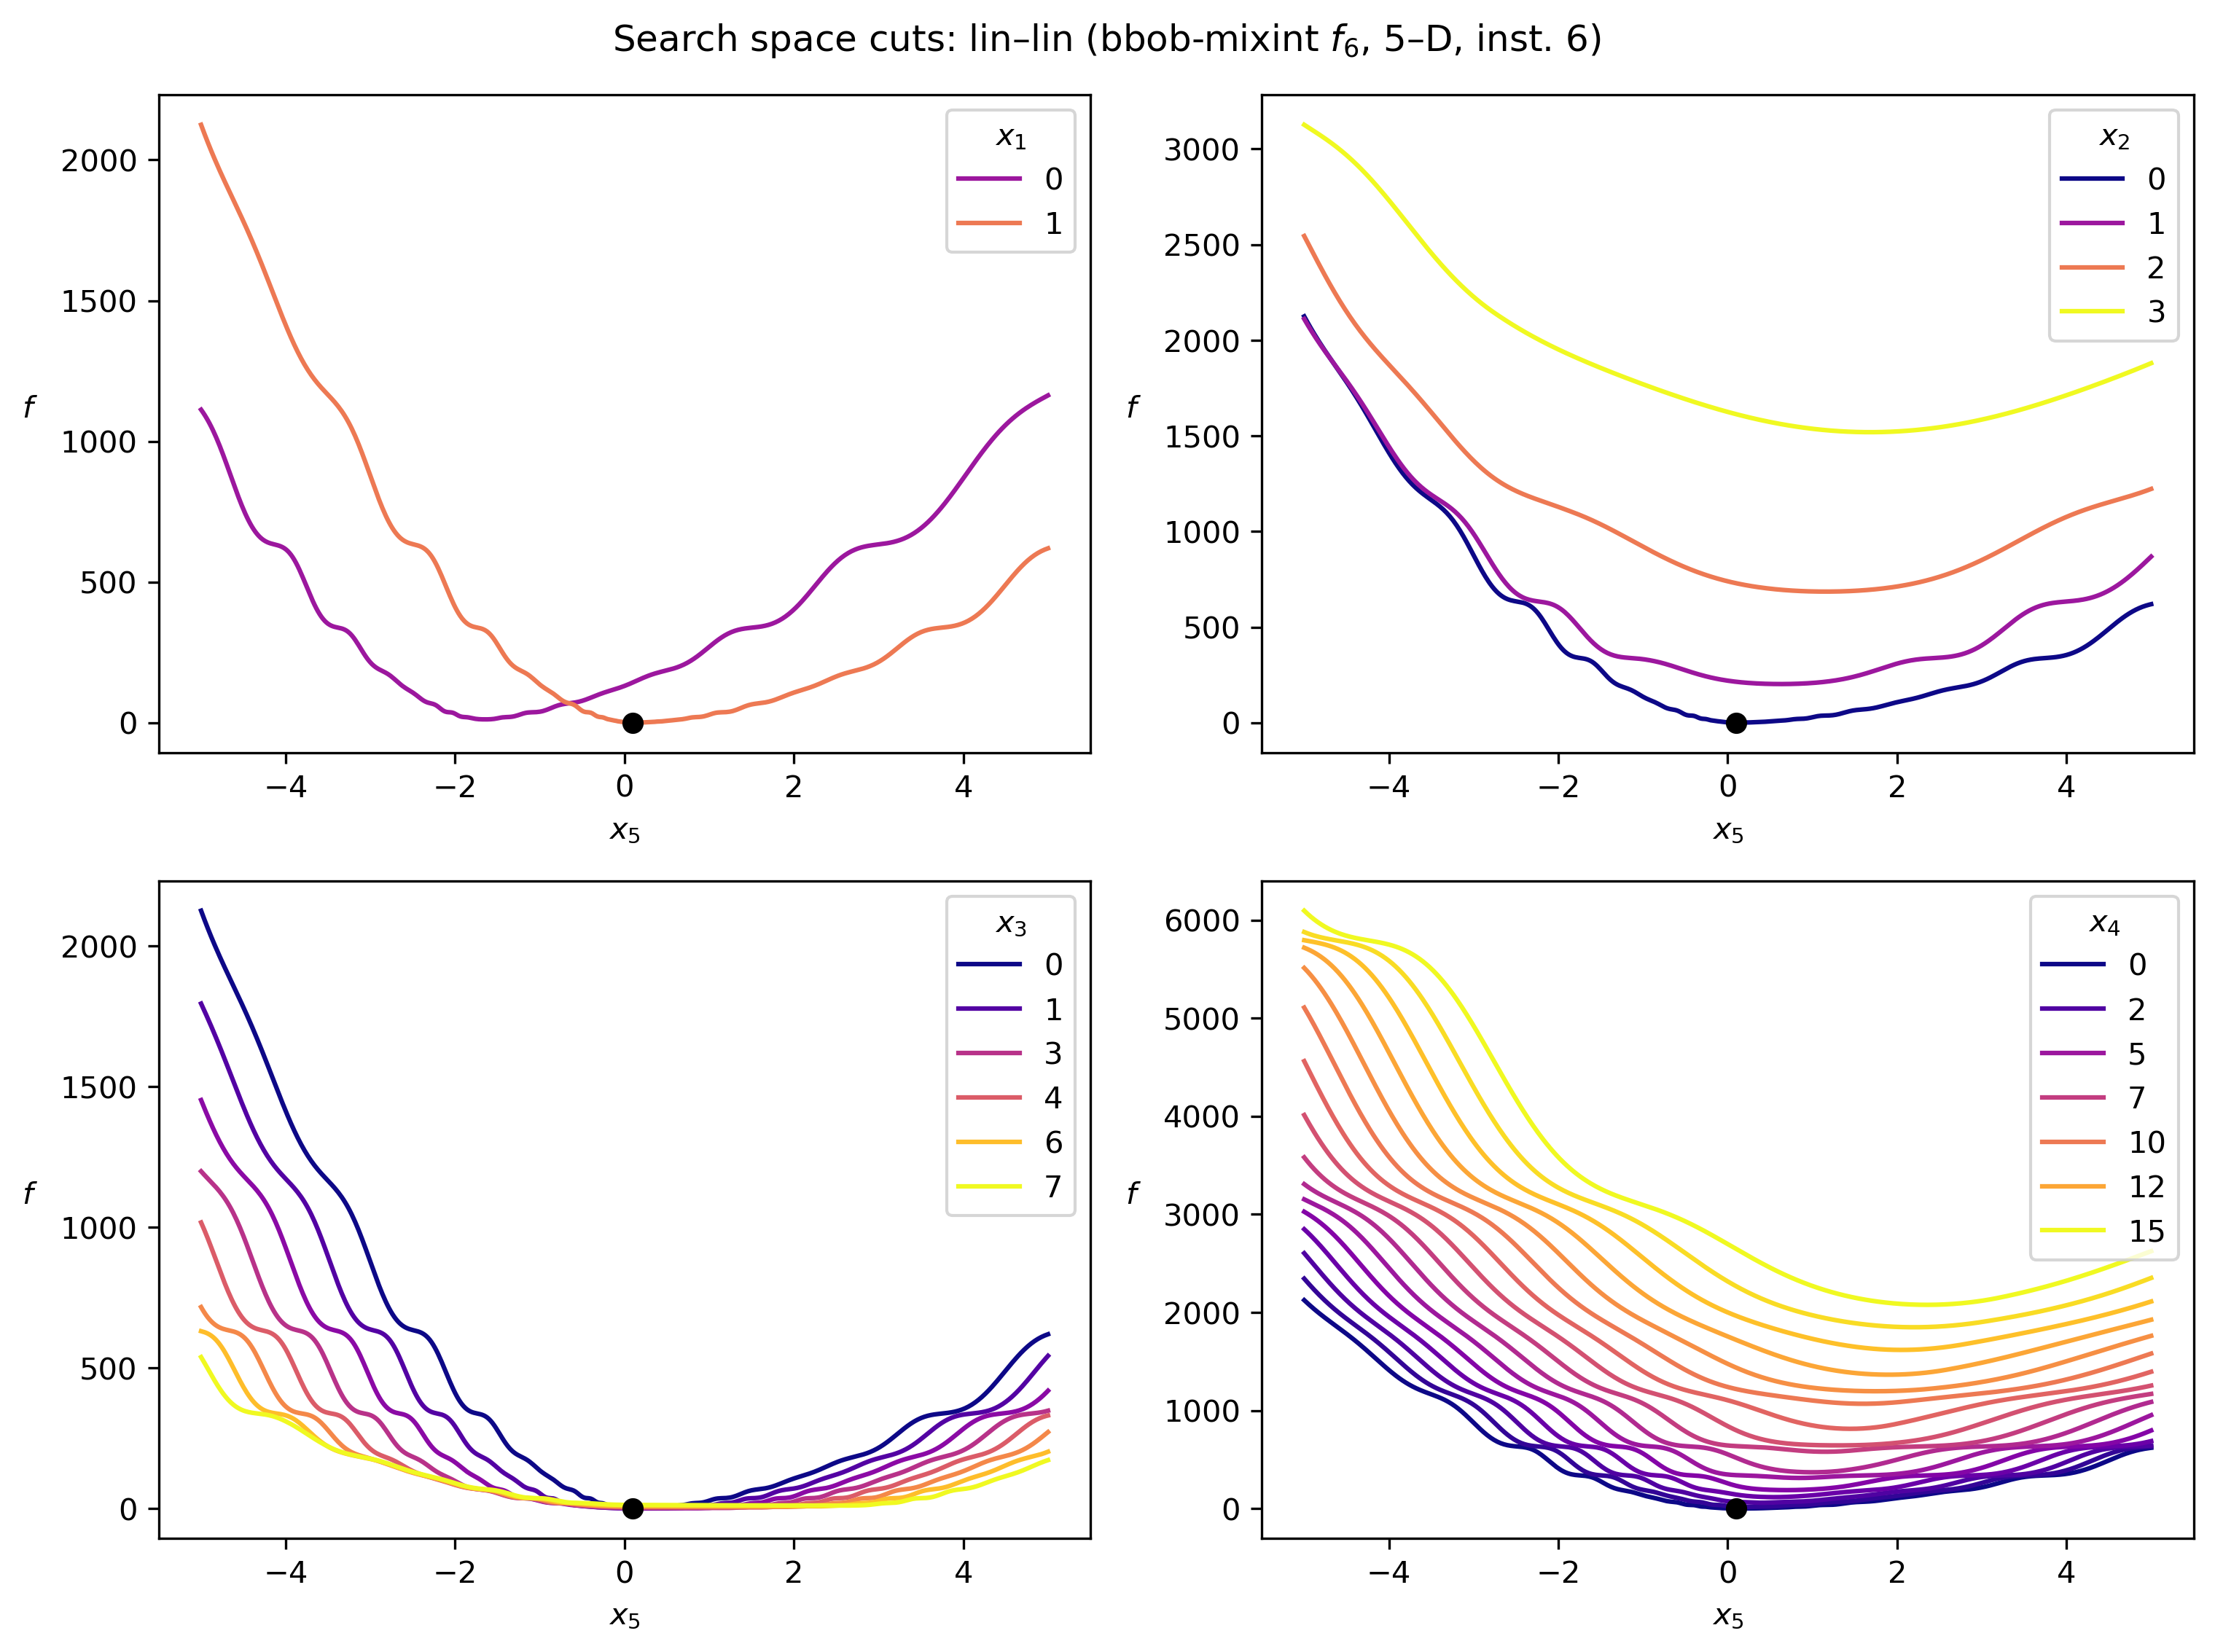 Search space cuts: lin–lin (bbob-mixint f₆, 5–D, inst. 6)
2000
1500
1000
500
0
f
−4 −2 0 2 4
x₅
x₁
0
1
3000
2500
2000
1500
1000
500
0
f
−4 −2 0 2 4
x₅
x₂
0
1
2
3
2000
1500
1000
500
0
f
−4 −2 0 2 4
x₅
x₃
0
1
3
4
6
7
6000
5000
4000
3000
2000
1000
0
f
−4 −2 0 2 4
x₅
x₄
0
2
5
7
10
12
15